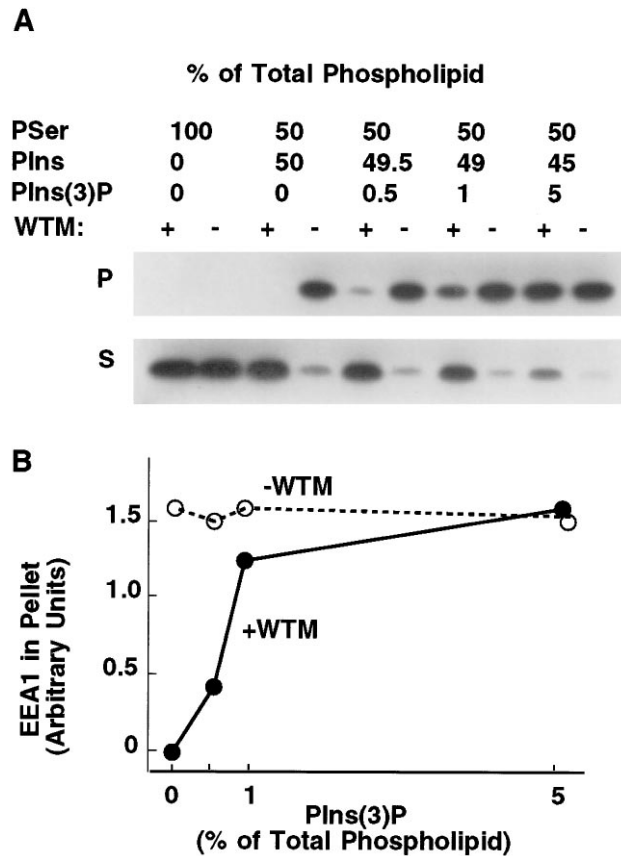 A
% of Total Phospholipid
PSer 100 50 50 50 50
PIns 0 50 49.5 49 45
PIns(3)P 0 0 0.5 1 5
WTM: + - + - + - + - + -
P
S
B
-WTM
1.5
1.0
+WTM
0.5
0
EEA1 in Pellet
(Arbitrary Units)
0 1 5
PIns(3)P
(% of Total Phospholipid)